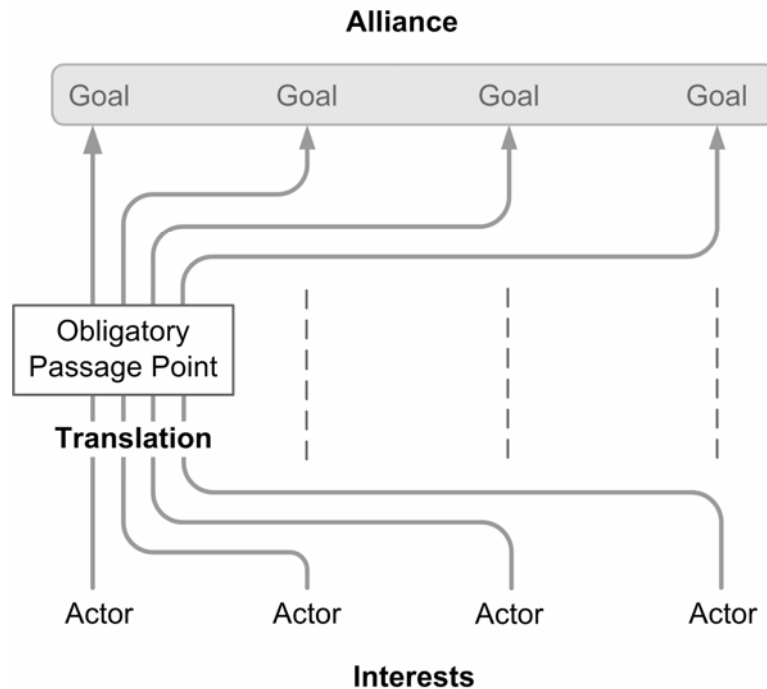 Alliance
Goal Goal Goal Goal
Obligatory
Passage Point
Translation
Actor Actor Actor Actor
Interests